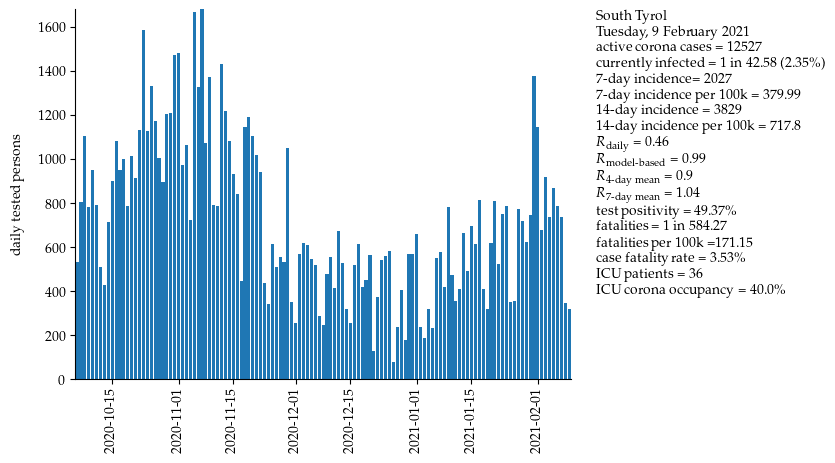 1600
1400
1200
1000
800
600
400
200
0
daily tested persons
2020-10-15
2020-11-01
2020-11-15
2020-12-01
2020-12-15
2021-01-01
2021-01-15
2021-02-01
South Tyrol
Tuesday, 9 February 2021
active corona cases = 12527
currently infected = 1 in 42.58 (2.35%)
7-day incidence= 2027
7-day incidence per 100k = 379.99
14-day incidence = 3829
14-day incidence per 100k = 717.8
R daily = 0.46
R model-based = 0.99
R 4-day mean = 0.9
R 7-day mean = 1.04
test positivity = 49.37%
fatalities = 1 in 584.27
fatalities per 100k =171.15
case fatality rate = 3.53%
ICU patients = 36
ICU corona occupancy = 40.0%